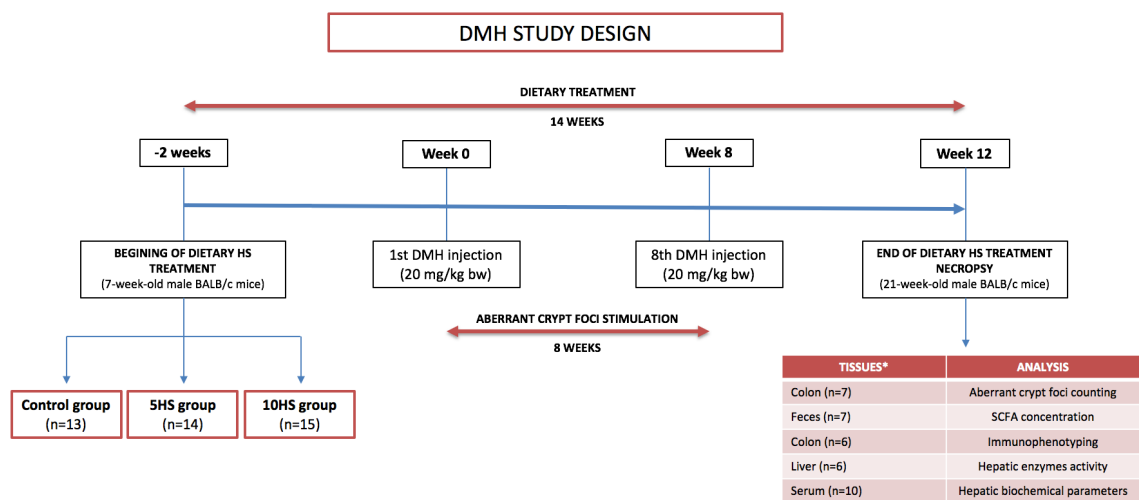 DMH STUDY DESIGN
DIETARY TREATMENT
14 WEEKS
-2 weeks
Week 0
Week 8
Week 12
BEGINING OF DIETARY HS
TREATMENT
(7-week-old male BALB/c mice)
1st DMH injection
(20 mg/kg bw)
8th DMH injection
(20 mg/kg bw)
END OF DIETARY HS TREATMENT
NECROPSY
(21-week-old male BALB/c mice)
ABERRANT CRYPT FOCI STIMULATION
8 WEEKS
Control group
(n=13)
5HS group
(n=14)
10HS group
(n=15)
TISSUES* ANALYSIS
Colon (n=7) Aberrant crypt foci counting
Feces (n=7) SCFA concentration
Colon (n=6) Immunophenotyping
Liver (n=6) Hepatic enzymes activity
Serum (n=10) Hepatic biochemical parameters